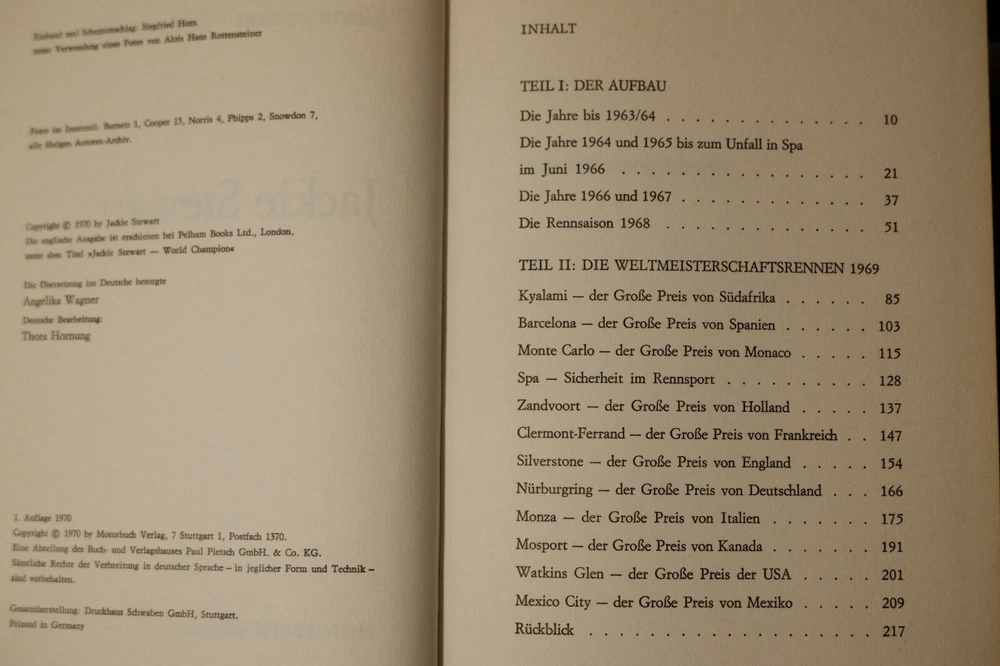 Einband und Schutzumschlag: Siegfried Horn
unter Verwendung eines Fotos von Alois Hans Rottensteiner
Fotos im Innenteil: Burnett 1, Cooper 13, Norris 4, Phipps 2, Snowdon 7,
alle übrigen Autoren-Archiv.
Copyright © 1970 by Jackie Stewart
Die englische Ausgabe ist erschienen bei Pelham Books Ltd., London,
unter dem Titel »Jackie Stewart — World Champion«
Die Übersetzung ins Deutsche besorgte
Angelika Wagner
Deutsche Bearbeitung:
Thora Hornung
1. Auflage 1970
Copyright © 1970 by Motorbuch Verlag, 7 Stuttgart 1, Postfach 1370.
Eine Abteilung des Buch- und Verlagshauses Paul Pietsch GmbH. & Co. KG.
Sämtliche Rechte der Verbreitung in deutscher Sprache – in jeglicher Form und Technik –
sind vorbehalten.
Gesamtherstellung: Druckhaus Schwaben GmbH, Stuttgart.
Printed in Germany
INHALT
TEIL I: DER AUFBAU
Die Jahre bis 1963/64 . . . . . . . . . . . . . . 10
Die Jahre 1964 und 1965 bis zum Unfall in Spa
im Juni 1966 . . . . . . . . . . . . . . . . 21
Die Jahre 1966 und 1967 . . . . . . . . . . . . . 37
Die Rennsaison 1968 . . . . . . . . . . . . . . 51
TEIL II: DIE WELTMEISTERSCHAFTSRENNEN 1969
Kyalami — der Große Preis von Südafrika . . . . . . 85
Barcelona — der Große Preis von Spanien . . . . . . 103
Monte Carlo — der Große Preis von Monaco . . . . . 115
Spa — Sicherheit im Rennsport . . . . . . . . . . 128
Zandvoort — der Große Preis von Holland . . . . . 137
Clermont-Ferrand — der Große Preis von Frankreich . . 147
Silverstone — der Große Preis von England . . . . . 154
Nürburgring — der Große Preis von Deutschland . . . 166
Monza — der Große Preis von Italien . . . . . . . 175
Mosport — der Große Preis von Kanada . . . . . . . 191
Watkins Glen — der Große Preis der USA . . . . . 201
Mexico City — der Große Preis von Mexiko . . . . . 209
Rückblick . . . . . . . . . . . . . . . . . . 217